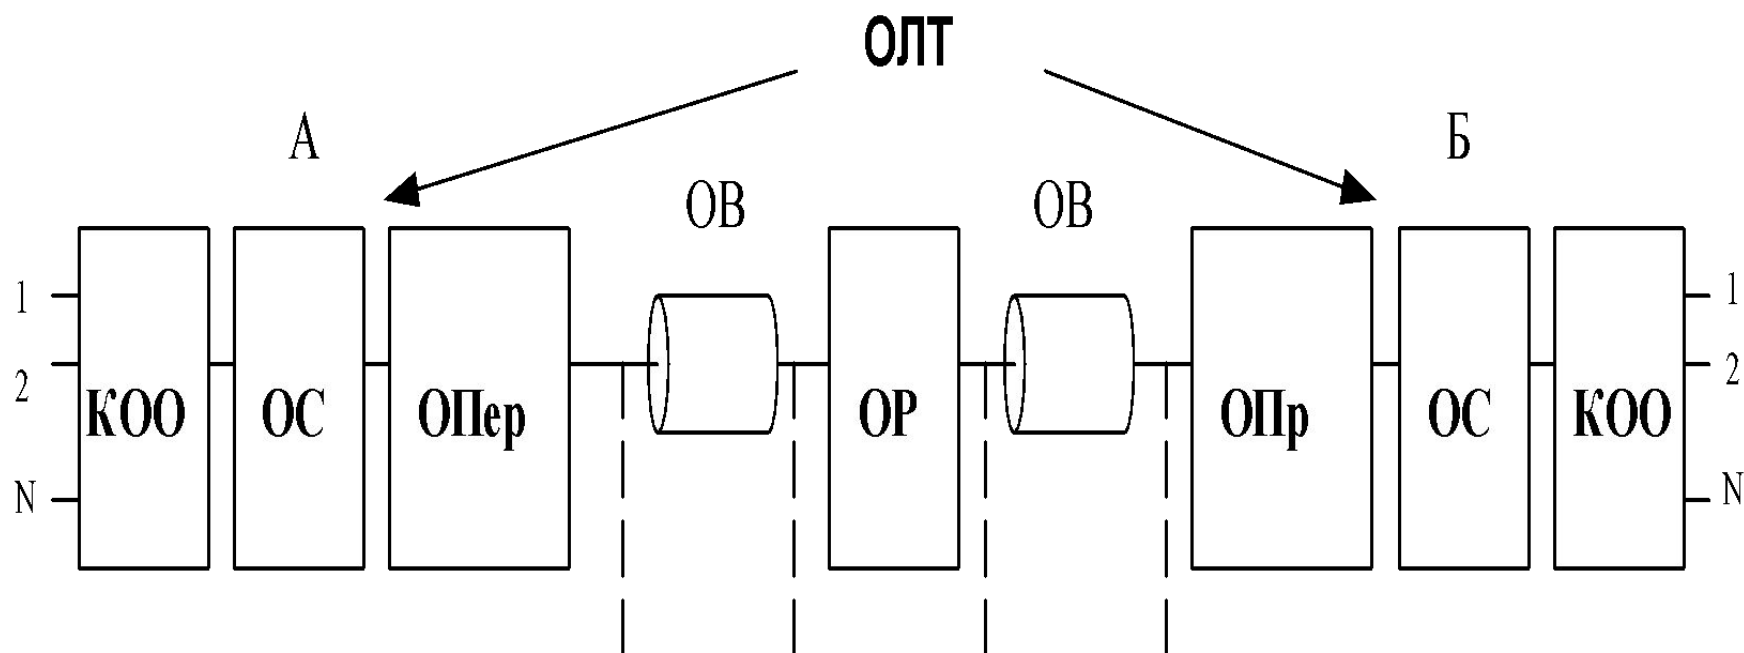 ОЛТ
А Б
ОВ ОВ
1 1
2 2
КОО ОС ОПер ОР ОПр ОС КОО
N N